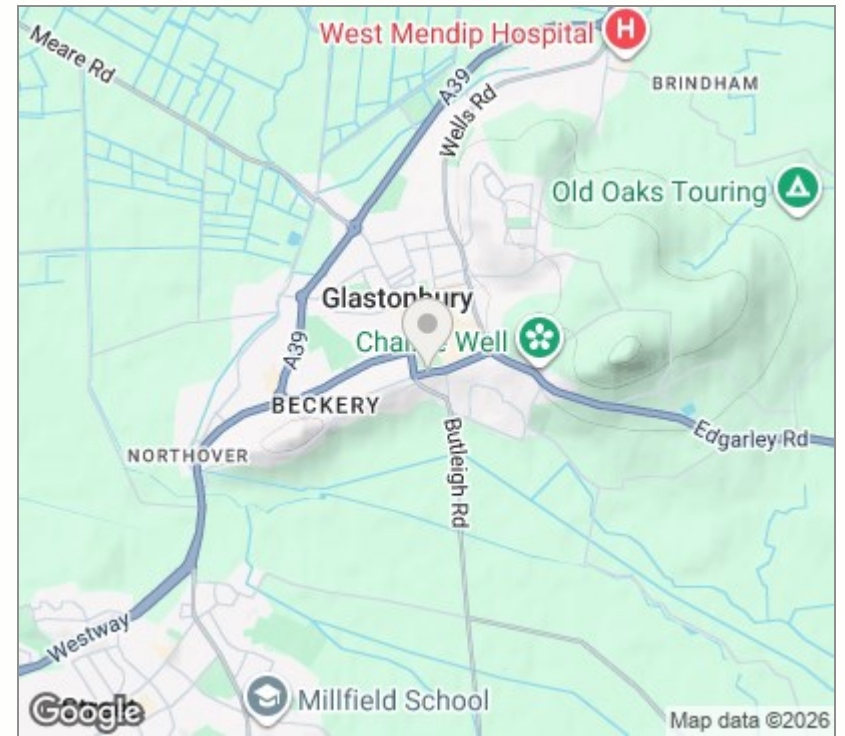 Meare Rd
West Mendip Hospital
H
A39
Wells Rd
BRINDHAM
Old Oaks Touring
Glastonbury
Well
A39
BECKERY
Edgarley Rd
NORTHOVER
Butleigh Rd
Westway
Millfield School
Google
Map data ©2026